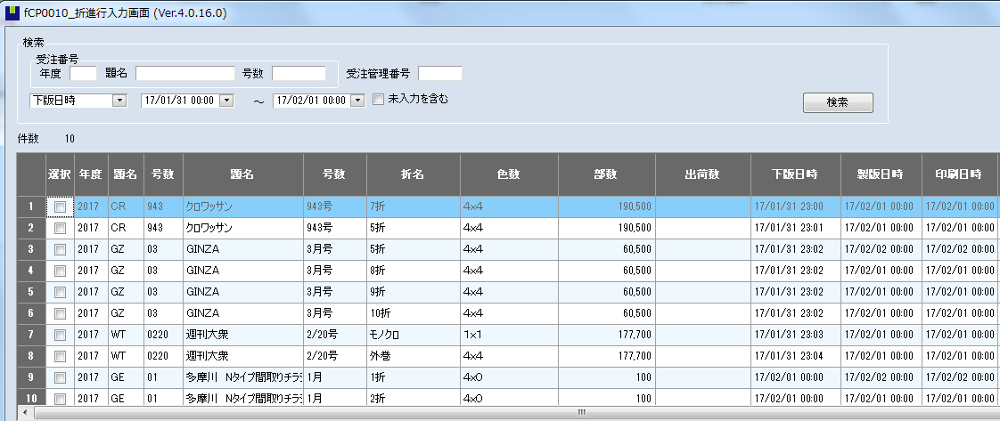 fCP0010_折進行入力画面 (Ver.4.0.16.0)
検索
受注番号
年度 題名 号数 受注管理番号
下版日時 17/01/31 00:00 ～ 17/02/01 00:00 未入力を含む 検索
件数 10
選択 年度 題名 号数 題名 号数 折名 色数 部数 出荷数 下版日時 製版日時 印刷日時
1 2017 CR 943 クロワッサン 943号 7折 4×4 190,500 17/01/31 23:00 17/02/01 00:00 17/02/01 00:00
2 2017 CR 943 クロワッサン 943号 5折 4×4 190,500 17/01/31 23:01 17/02/01 00:00 17/02/01 00:00
3 2017 GZ 03 GINZA 3月号 5折 4×4 60,500 17/01/31 23:02 17/02/02 00:00 17/02/02 00:00
4 2017 GZ 03 GINZA 3月号 8折 4×4 60,500 17/01/31 23:02 17/02/01 00:00 17/02/01 00:00
5 2017 GZ 03 GINZA 3月号 9折 4×4 60,500 17/01/31 23:02 17/02/01 00:00 17/02/01 00:00
6 2017 GZ 03 GINZA 3月号 10折 4×4 60,500 17/01/31 23:02 17/02/01 00:00 17/02/01 00:00
7 2017 WT 0220 週刊大衆 2/20号 モノクロ 1×1 177,700 17/01/31 23:03 17/02/01 00:00 17/02/01 00:00
8 2017 WT 0220 週刊大衆 2/20号 外巻 177,700 17/01/31 23:04 17/02/01 00:00 17/02/01 00:00
9 2017 GE 01 多摩川 Nタイプ間取りチラシ 1月 1折 4×0 100 17/02/01 00:00 17/02/02 00:00 17/02/02 00:00
10 2017 GE 01 多摩川 Nタイプ間取りチラシ 1月 2折 4×0 100 17/02/01 00:00 17/02/01 00:00 17/02/01 00:00